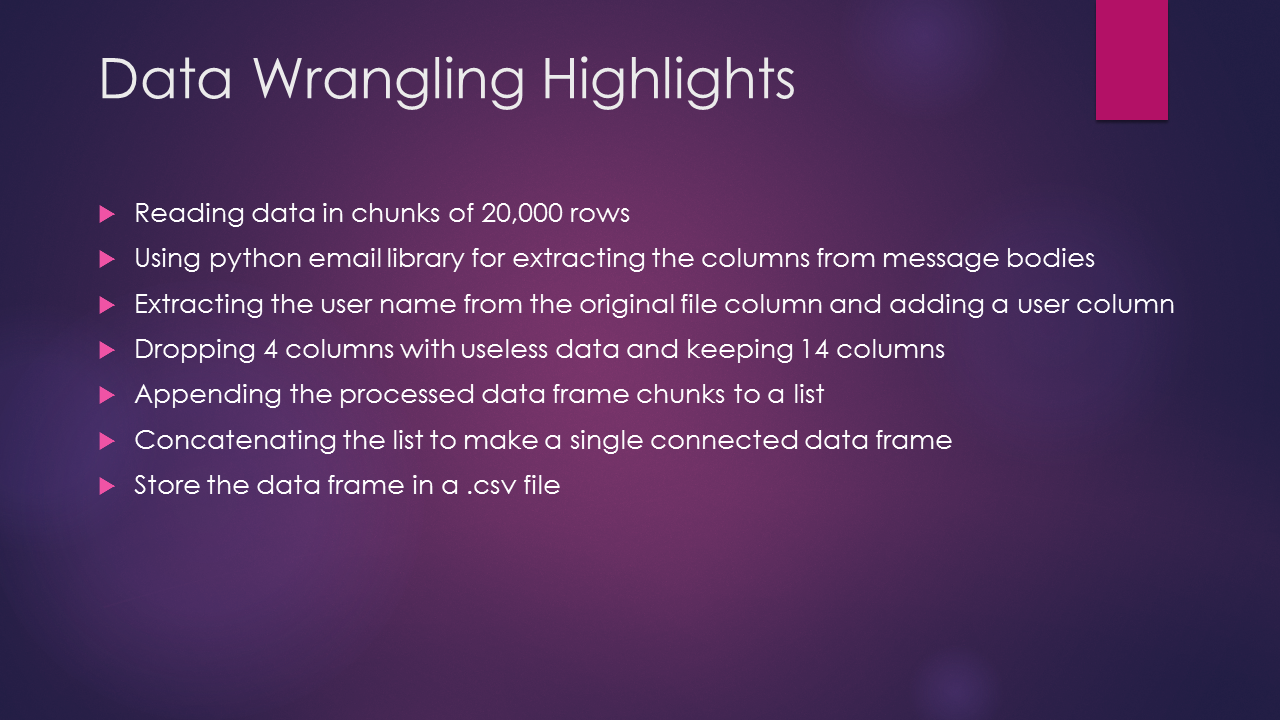 Data Wrangling Highlights
Reading data in chunks of 20,000 rows
Using python email library for extracting the columns from message bodies
Extracting the user name from the original file column and adding a user column
Dropping 4 columns with useless data and keeping 14 columns
Appending the processed data frame chunks to a list
Concatenating the list to make a single connected data frame
Store the data frame in a .csv file